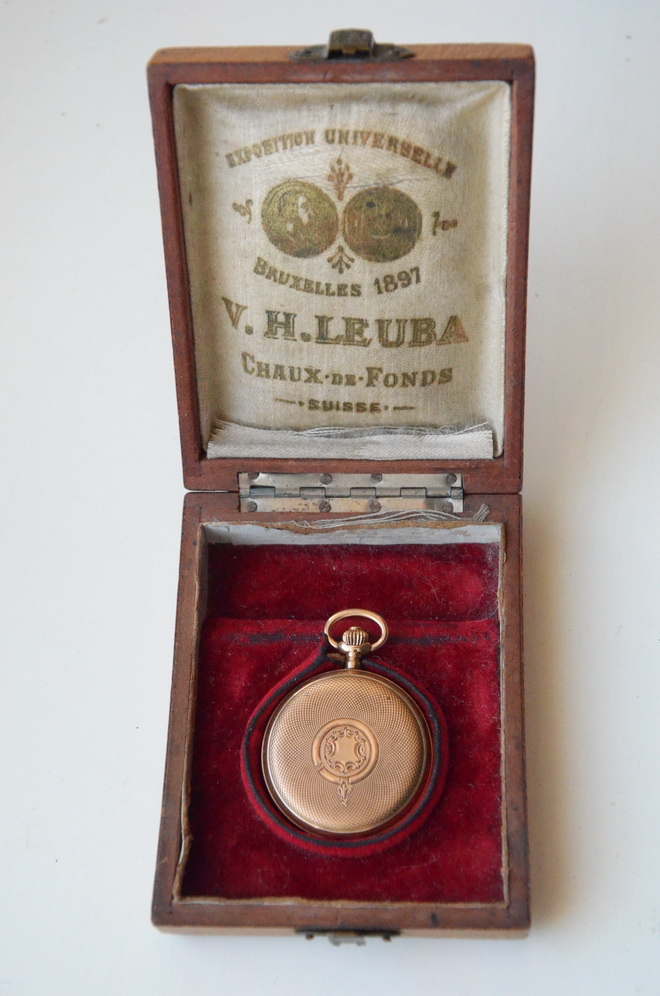 EXPOSITION UNIVERSELLE
BRUXELLES 1897
V. H. LEUBA
CHAUX-DE-FONDS
SUISSE